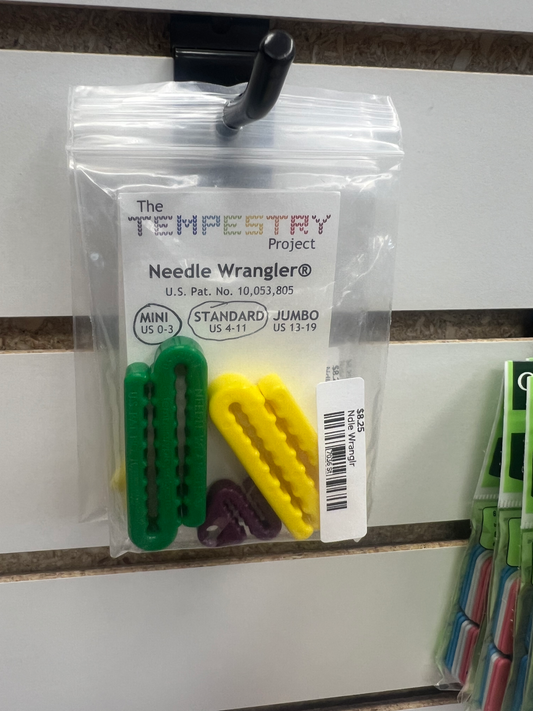 The
TEMPESTRY
Project
Needle Wrangler®
U.S. Pat. No. 10,053,805
MINI STANDARD JUMBO
US 0-3 US 4-11 US 13-19
$8.25
Ndle Wranglr